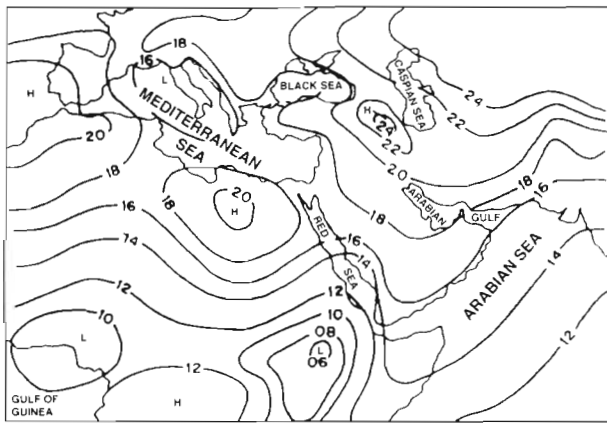 18
16
18
H
L
BLACK SEA
CASPIAN SEA
24
22
H
24
22
MEDITERRANEAN
SEA
20
20
18
20
18
H
ARABIAN
GULF
18
16
18
16
RED
SEA
16
14
14
ARABIAN SEA
14
12
12
12
10
10
08
L
06
L
12
H
GULF OF
GUINEA